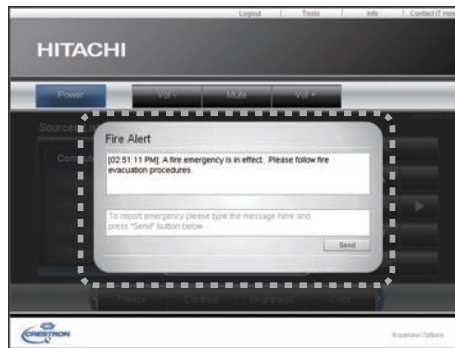 Logout Tools Info Contact IT Help
HITACHI
Power Vol - Mute Vol +
Sources List
Fire Alert
[02:51:11 PM]: A fire emergency is in effect. Please follow fire
evacuation procedures.
To report emergency please type the message here and
press "Send" button below
Send
Freeze Contrast Brightness Color
CRESTRON
Expansion Options